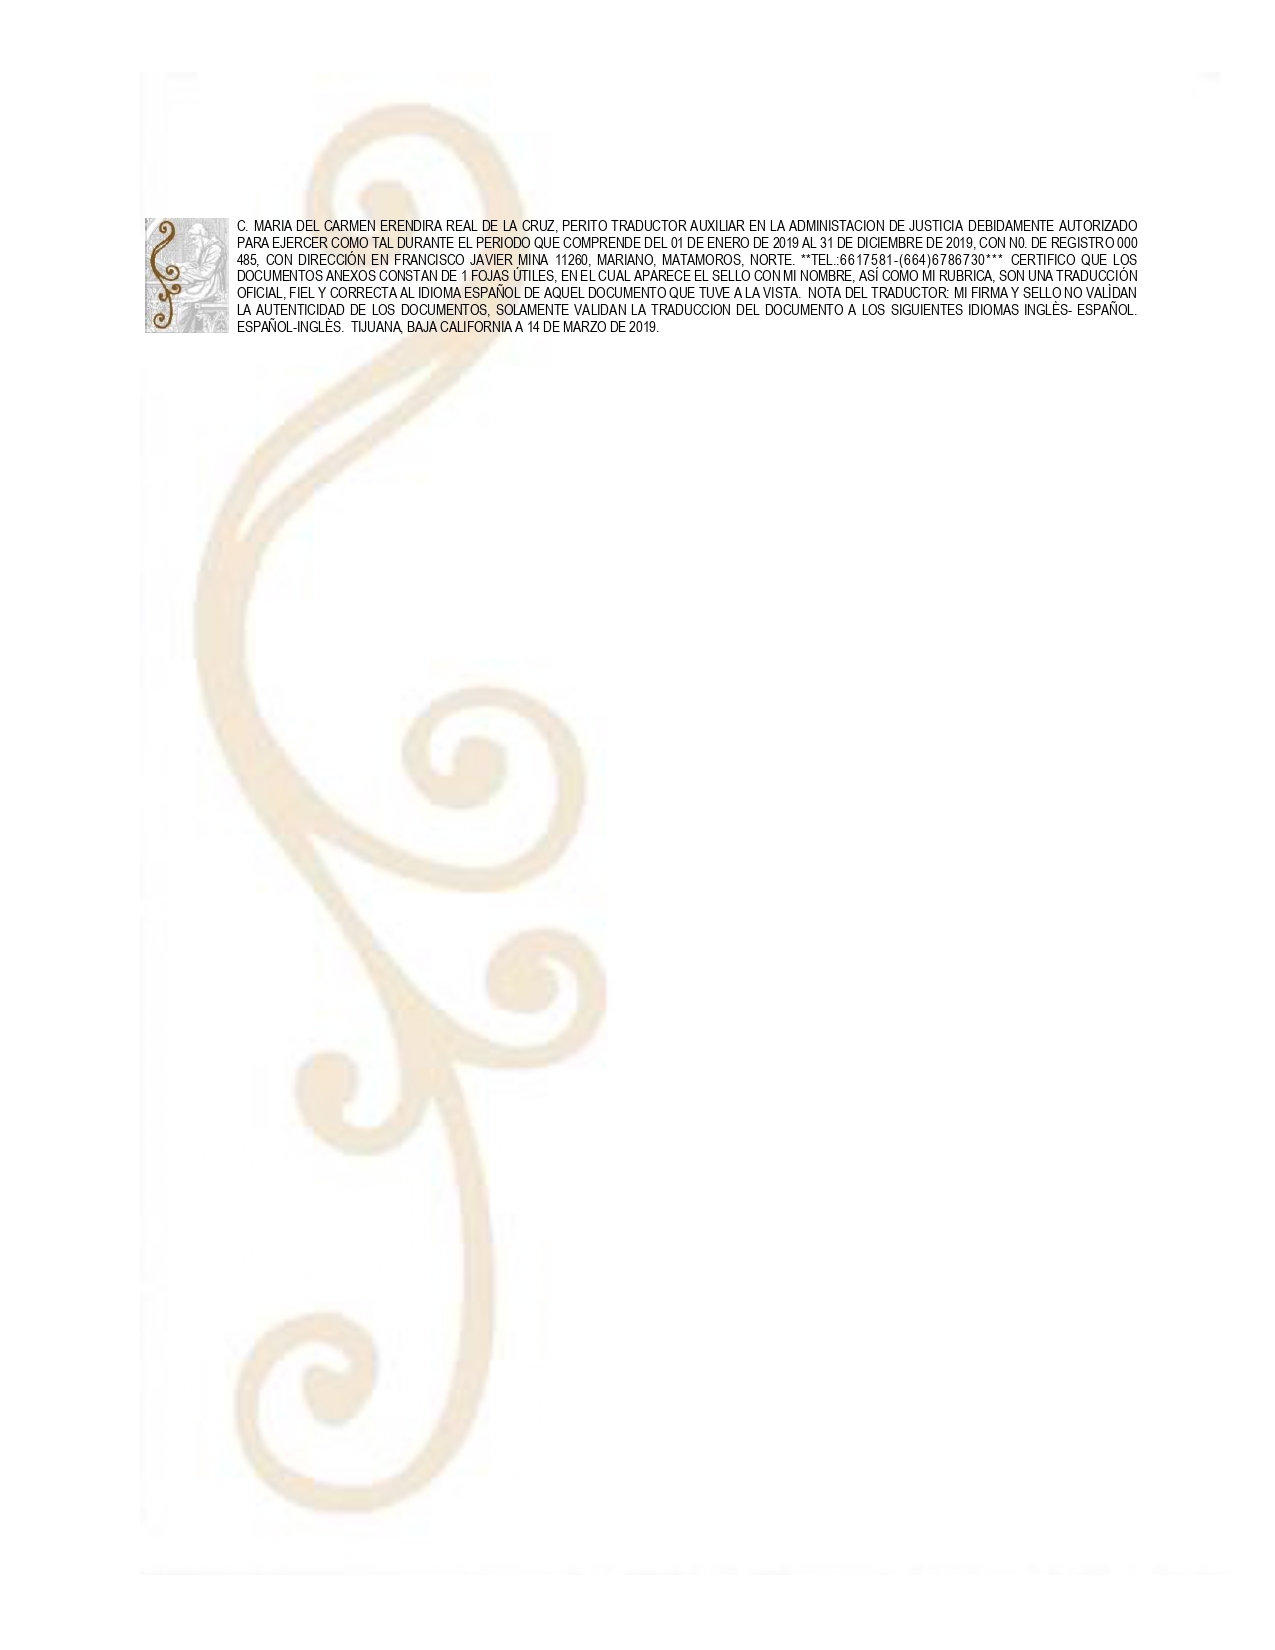 C. MARIA DEL CARMEN ERENDIRA REAL DE LA CRUZ, PERITO TRADUCTOR AUXILIAR EN LA ADMINISTACION DE JUSTICIA DEBIDAMENTE AUTORIZADO
PARA EJERCER COMO TAL DURANTE EL PERIODO QUE COMPRENDE DEL 01 DE ENERO DE 2019 AL 31 DE DICIEMBRE DE 2019, CON N0. DE REGISTRO 000
485, CON DIRECCIÓN EN FRANCISCO JAVIER MINA 11260, MARIANO, MATAMOROS, NORTE. **TEL.:6617581-(664)6786730*** CERTIFICO QUE LOS
DOCUMENTOS ANEXOS CONSTAN DE 1 FOJAS ÚTILES, EN EL CUAL APARECE EL SELLO CON MI NOMBRE, ASÍ COMO MI RUBRICA, SON UNA TRADUCCIÓN
OFICIAL, FIEL Y CORRECTA AL IDIOMA ESPAÑOL DE AQUEL DOCUMENTO QUE TUVE A LA VISTA. NOTA DEL TRADUCTOR: MI FIRMA Y SELLO NO VALÌDAN
LA AUTENTICIDAD DE LOS DOCUMENTOS, SOLAMENTE VALIDAN LA TRADUCCION DEL DOCUMENTO A LOS SIGUIENTES IDIOMAS INGLÈS- ESPAÑOL.
ESPAÑOL-INGLÈS. TIJUANA, BAJA CALIFORNIA A 14 DE MARZO DE 2019.